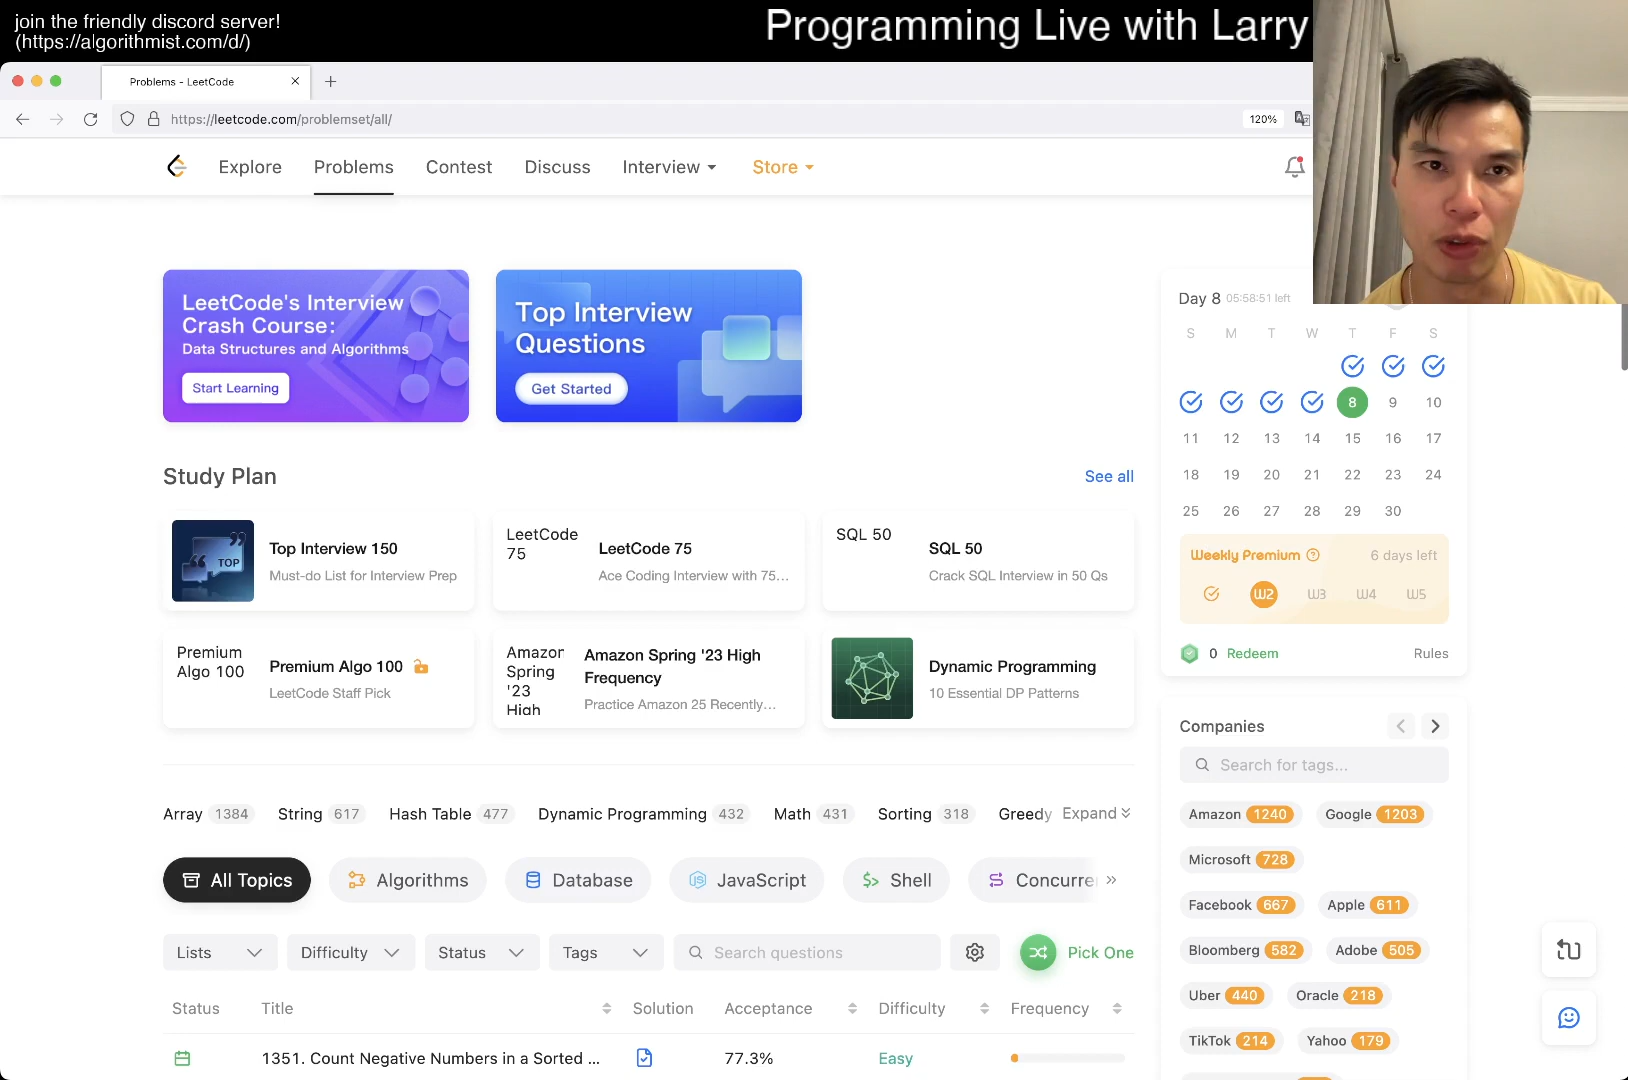 join the friendly discord server!
(https://algorithmist.com/d/)
Programming Live with Larry
Problems - LeetCode
https://leetcode.com/problemset/all/
120%
Explore
Problems
Contest
Discuss
Interview
Store
LeetCode's Interview
Crash Course:
Data Structures and Algorithms
Start Learning
Top Interview
Questions
Get Started
Day 8 05:58:51 left
S M T W T F S
8 9 10
11 12 13 14 15 16 17
18 19 20 21 22 23 24
25 26 27 28 29 30
Weekly Premium
6 days left
W2 W3 W4 W5
0 Redeem
Rules
Study Plan
See all
TOP
Top Interview 150
Must-do List for Interview Prep
LeetCode
75
LeetCode 75
Ace Coding Interview with 75...
SQL 50
SQL 50
Crack SQL Interview in 50 Qs
Premium
Algo 100
Premium Algo 100
LeetCode Staff Pick
Amazon
Spring
'23
High
Amazon Spring '23 High
Frequency
Practice Amazon 25 Recently...
Dynamic Programming
10 Essential DP Patterns
Array 1384
String 617
Hash Table 477
Dynamic Programming 432
Math 431
Sorting 318
Greedy
Expand
All Topics
Algorithms
Database
JavaScript
$> Shell
Concurre
Lists
Difficulty
Status
Tags
Search questions
Pick One
Status
Title
Solution
Acceptance
Difficulty
Frequency
1351. Count Negative Numbers in a Sorted ...
77.3%
Easy
Companies
Search for tags...
Amazon 1240
Google 1203
Microsoft 728
Facebook 667
Apple 611
Bloomberg 582
Adobe 505
Uber 440
Oracle 218
TikTok 214
Yahoo 179